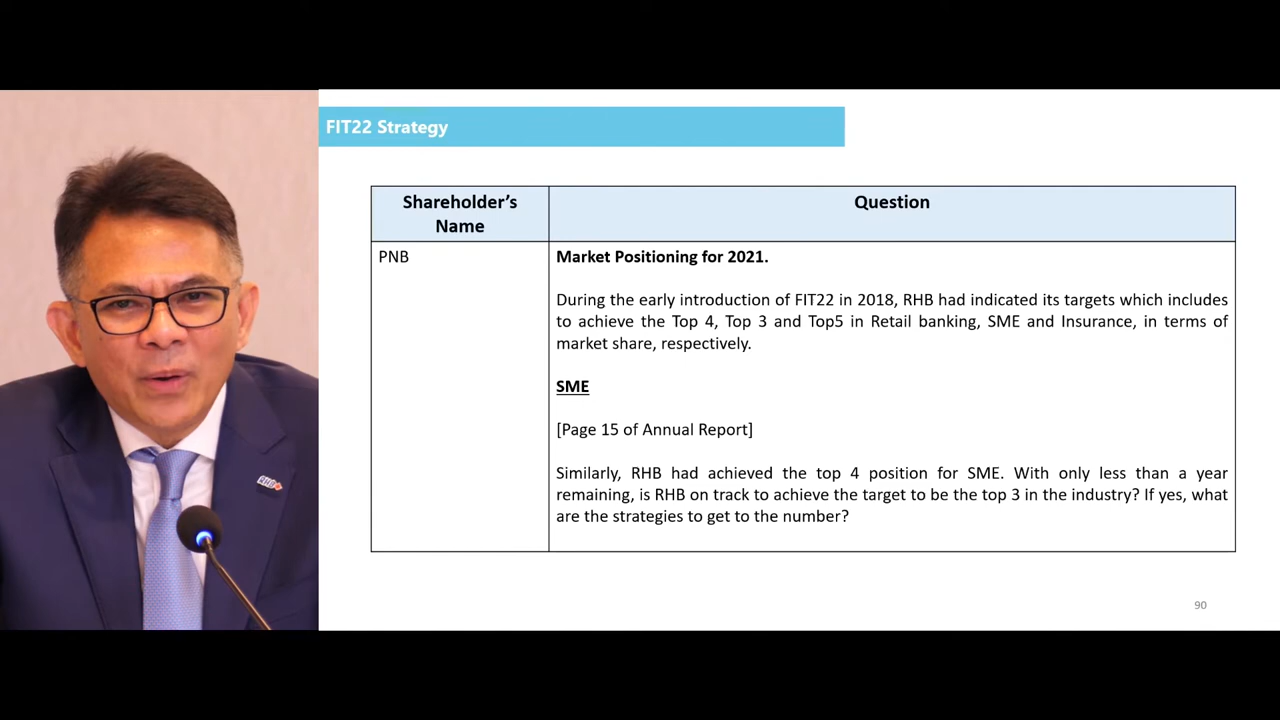 FIT22 Strategy
Shareholder's
Name
Question
PNB
Market Positioning for 2021.
During the early introduction of FIT22 in 2018, RHB had indicated its targets which includes
to achieve the Top 4, Top 3 and Top5 in Retail banking, SME and Insurance, in terms of
market share, respectively.
SME
[Page 15 of Annual Report]
Similarly, RHB had achieved the top 4 position for SME. With only less than a year
remaining, is RHB on track to achieve the target to be the top 3 in the industry? If yes, what
are the strategies to get to the number?
90
RHB